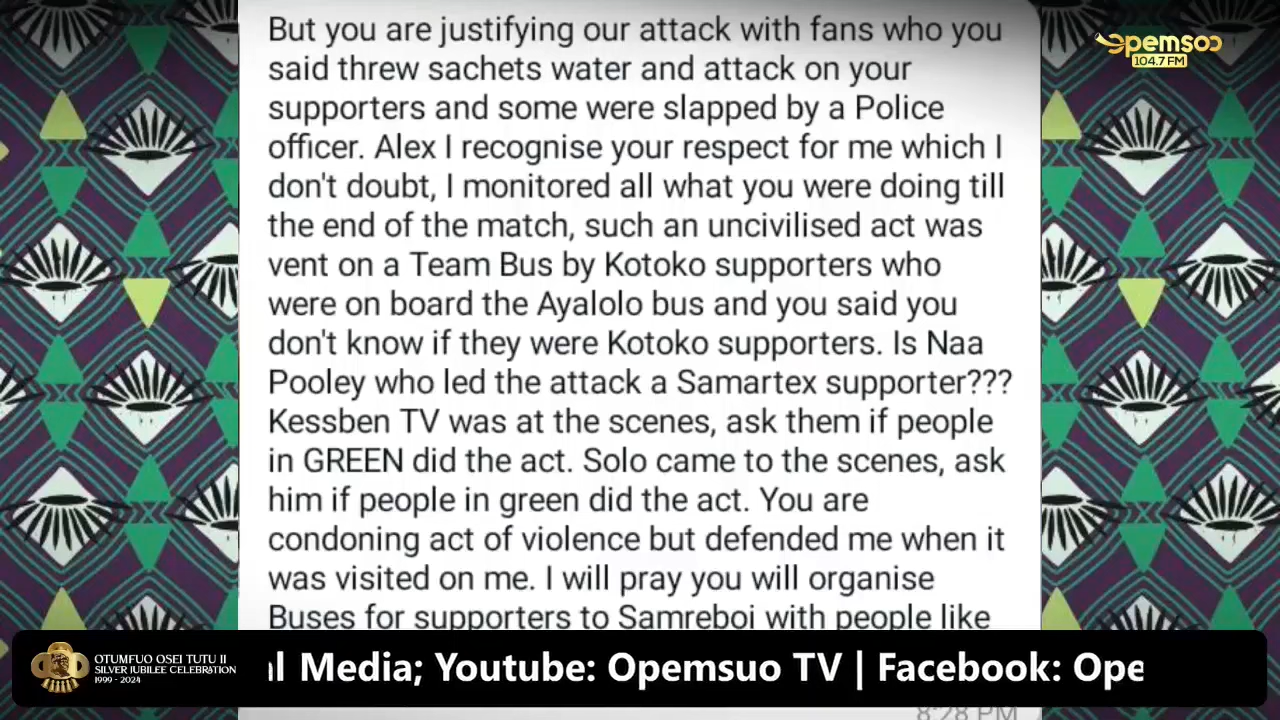 But you are justifying our attack with fans who you
said threw sachets water and attack on your
supporters and some were slapped by a Police
officer. Alex I recognise your respect for me which I
don't doubt, I monitored all what you were doing till
the end of the match, such an uncivilised act was
vent on a Team Bus by Kotoko supporters who
were on board the Ayalolo bus and you said you
don't know if they were Kotoko supporters. Is Naa
Pooley who led the attack a Samartex supporter???
Kessben TV was at the scenes, ask them if people
in GREEN did the act. Solo came to the scenes, ask
him if people in green did the act. You are
condoning act of violence but defended me when it
was visited on me. I will pray you will organise
Buses for supporters to Samreboi with people like
8:28 PM
opemsoo
104.7 FM
OTUMFUO OSEI TUTU II
SILVER JUBILEE CELEBRATION
1999 - 2024
al Media; Youtube: Opemsuo TV | Facebook: Ope